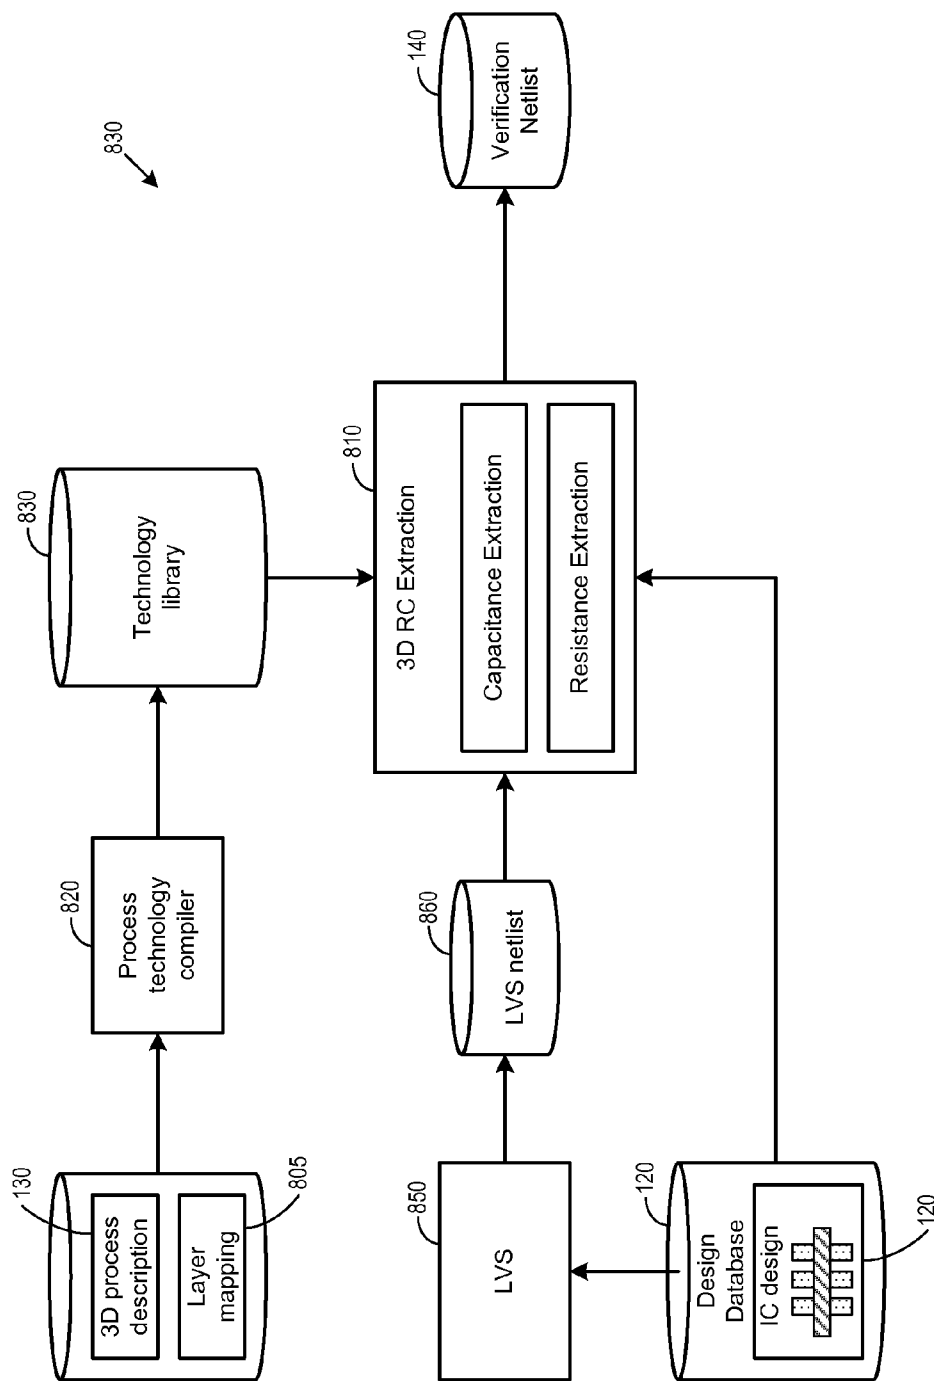 830
130
3D process
description
Layer
mapping
805
820
Process
technology
compiler
830
Technology
library
850
LVS
860
LVS netlist
810
3D RC Extraction
Capacitance Extraction
Resistance Extraction
140
Verification
Netlist
120
Design
Database
IC design
120